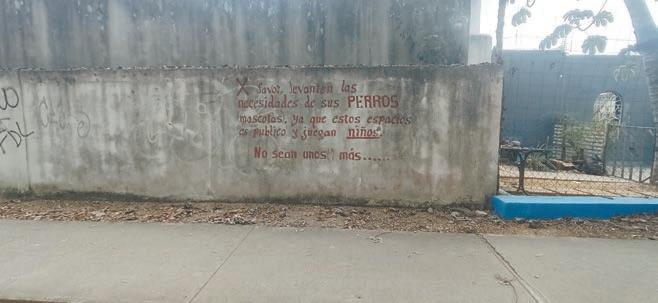 X favor, levanten las
necesidades de sus PERROS
mascotas, ya que estos espacios
es publico y juegan niños.
No sean unos más......